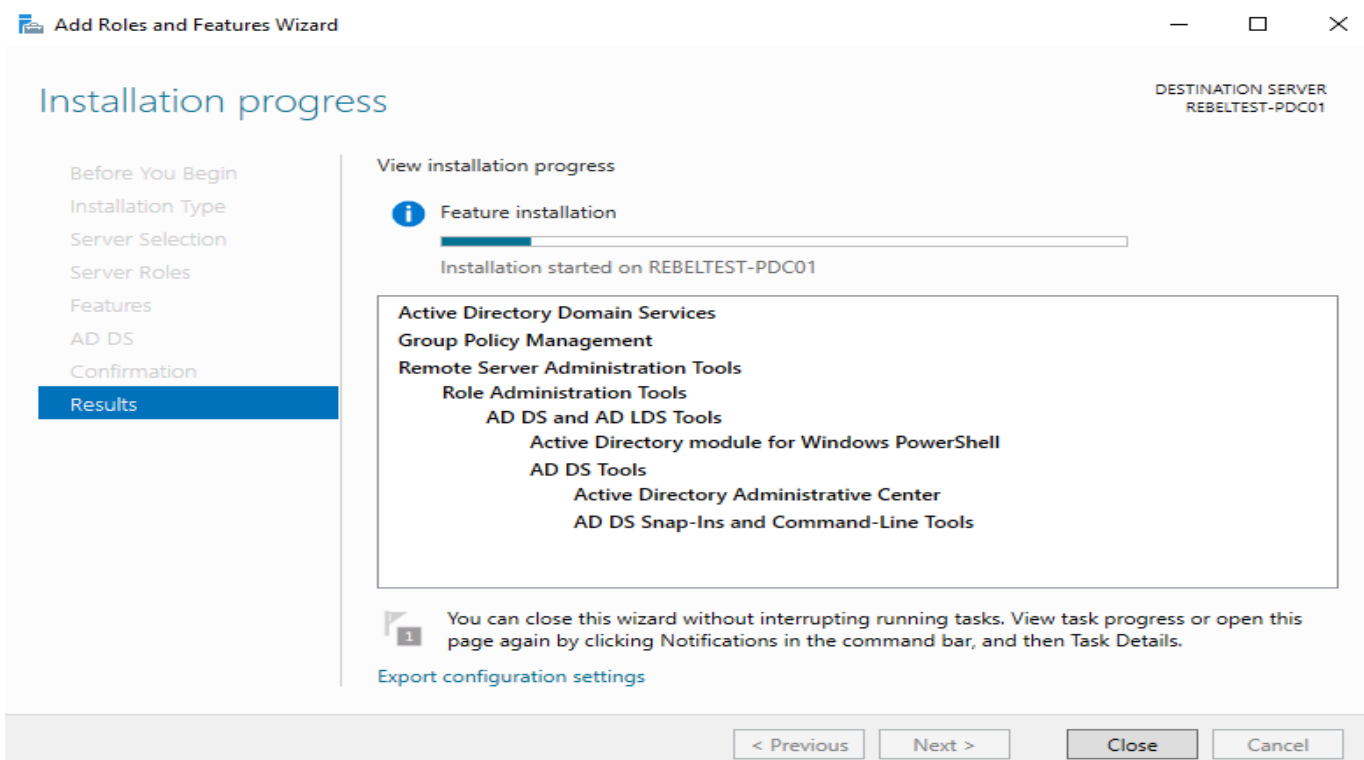 Add Roles and Features Wizard
Installation progress
DESTINATION SERVER
REBELTEST-PDC01
Before You Begin
Installation Type
Server Selection
Server Roles
Features
AD DS
Confirmation
Results
View installation progress
Feature installation
Installation started on REBELTEST-PDC01
Active Directory Domain Services
Group Policy Management
Remote Server Administration Tools
Role Administration Tools
AD DS and AD LDS Tools
Active Directory module for Windows PowerShell
AD DS Tools
Active Directory Administrative Center
AD DS Snap-Ins and Command-Line Tools
1
You can close this wizard without interrupting running tasks. View task progress or open this
page again by clicking Notifications in the command bar, and then Task Details.
Export configuration settings
< Previous
Next >
Close
Cancel